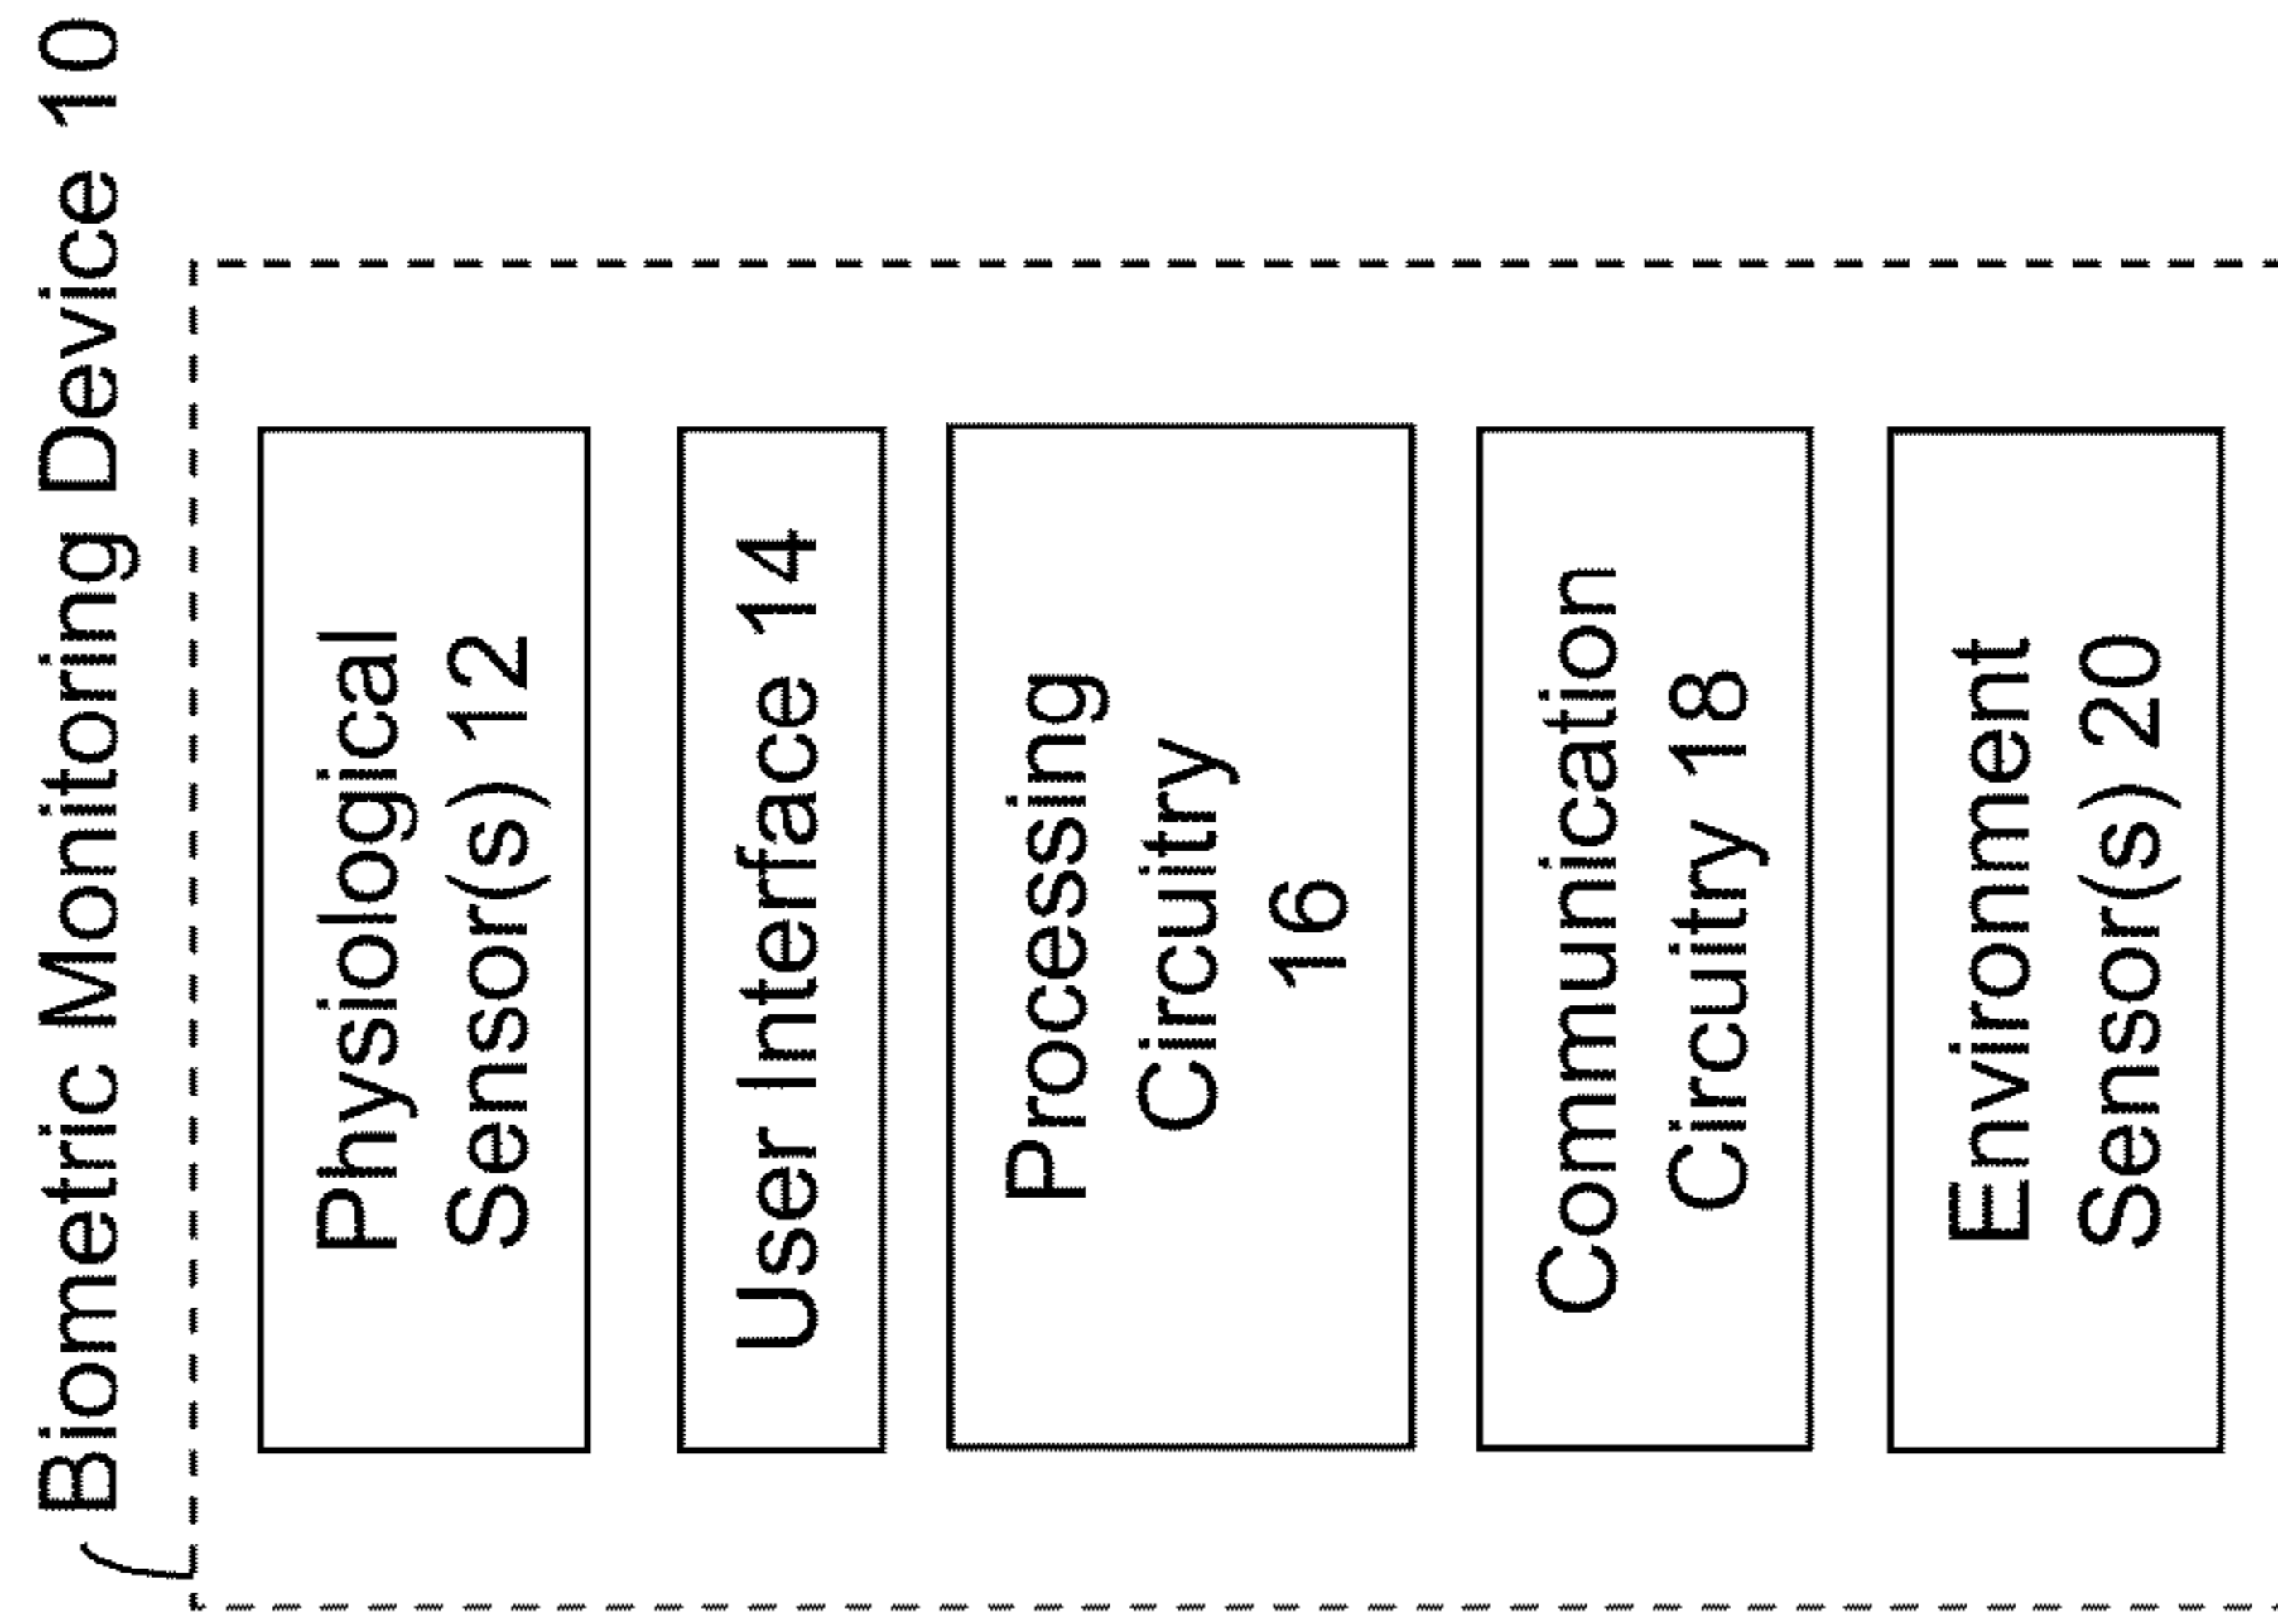 Biometric Monitoring Device 10
Physiological
Sensor(s) 12
User Interface 14
Processing
Circuitry
16
Communication
Circuitry 18
Environment
Sensor(s) 20